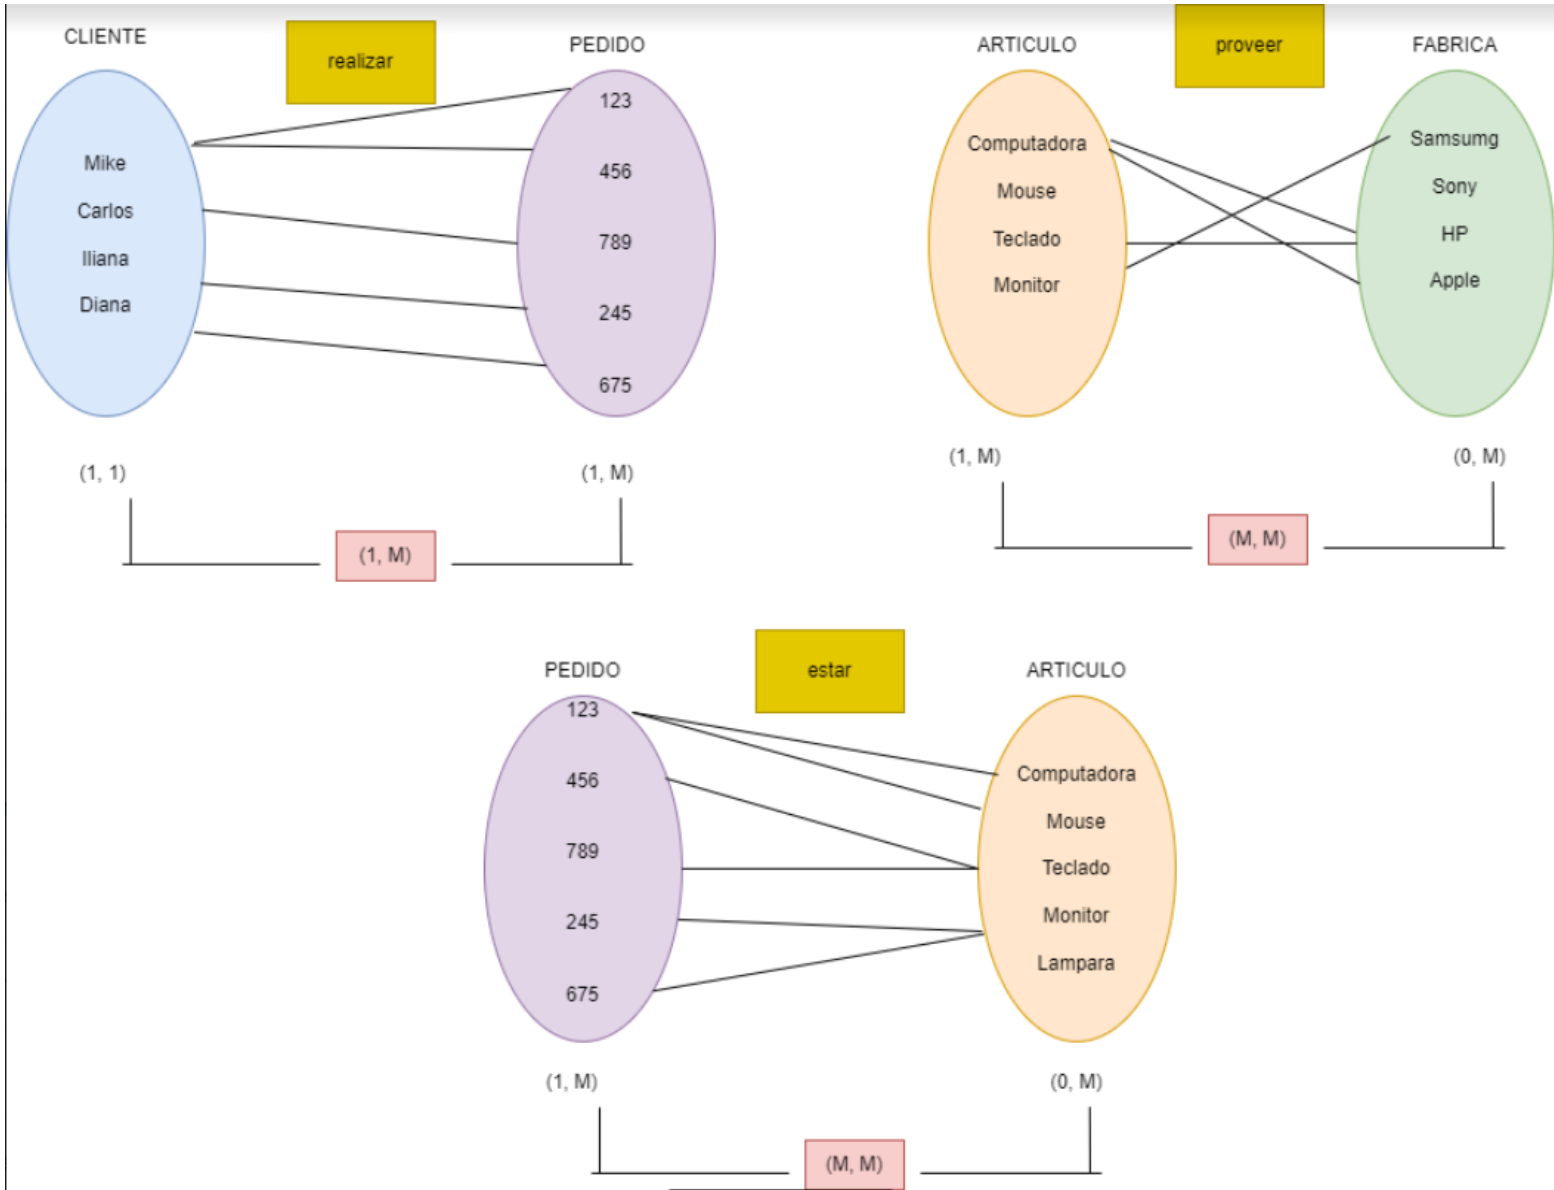 CLIENTE
realizar
PEDIDO
Mike
Carlos
Iliana
Diana
123
456
789
245
675
(1, 1)
(1, M)
(1, M)
ARTICULO
proveer
FABRICA
Computadora
Mouse
Teclado
Monitor
Samsumg
Sony
HP
Apple
(1, M)
(0, M)
(M, M)
PEDIDO
estar
ARTICULO
123
456
789
245
675
Computadora
Mouse
Teclado
Monitor
Lampara
(1, M)
(0, M)
(M, M)